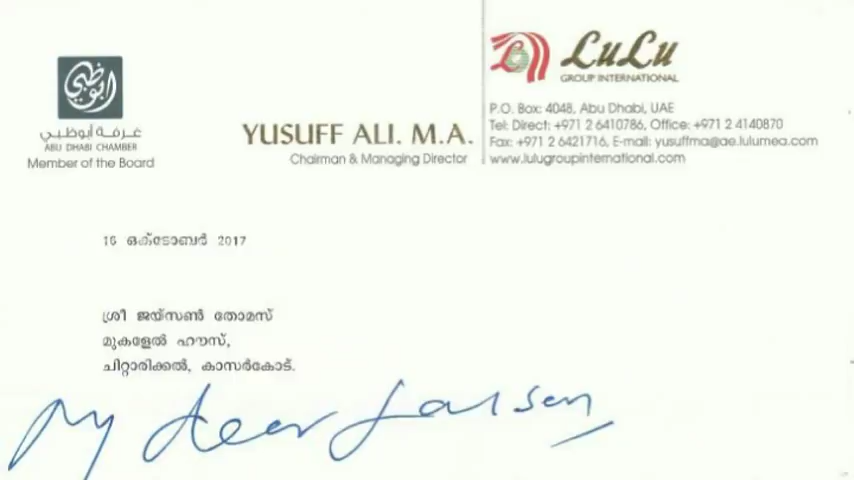 ابوظبي
غرفة أبوظبي
ABU DHABI CHAMBER
Member of the Board
YUSUFF ALI. M.A.
Chairman & Managing Director
LuLu
GROUP INTERNATIONAL
P.O. Box: 4048, Abu Dhabi, UAE
Tel: Direct: +971 2 6410786, Office: +971 2 4140870
Fax: +971 2 6421716, E-mail: yusuffma@ae.lulumea.com
www.lulugroupinternational.com
16 ഒക്ടോബർ 2017
ശ്രീ ജയ്സൺ തോമസ്
മുകളേൽ ഹൗസ്,
ചിറ്റാരിക്കൽ, കാസർകോട്.
My dear Jaison